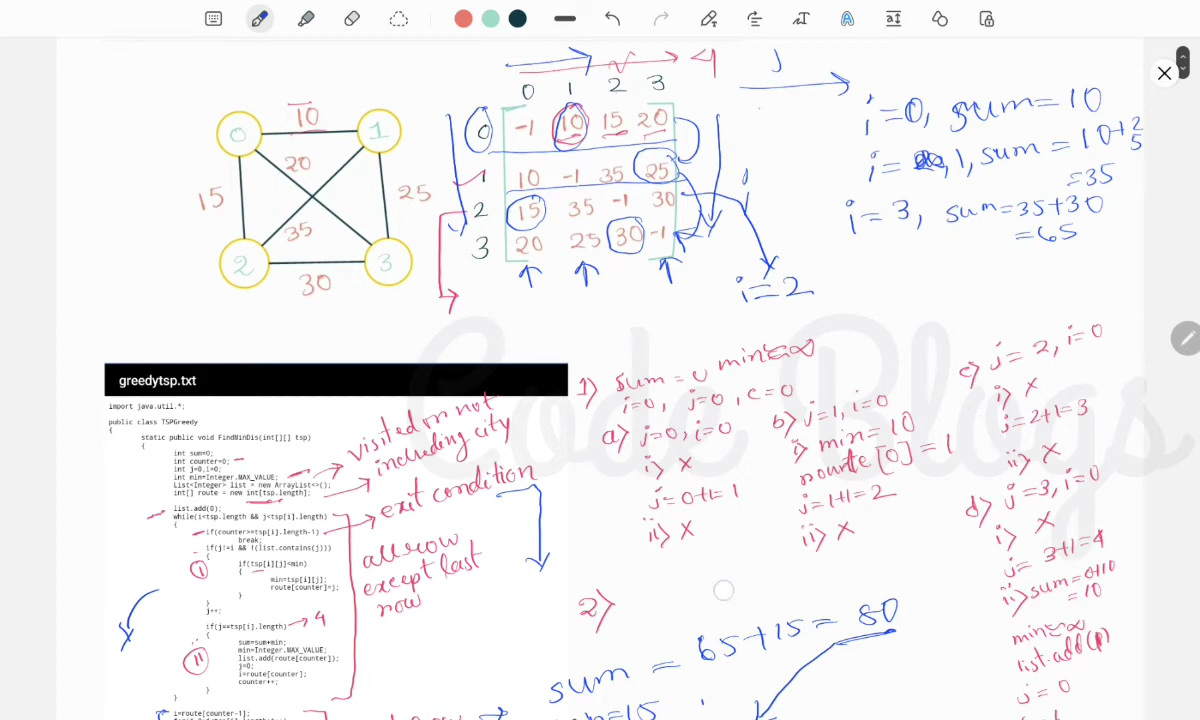 0 1 2 3
4
j
10
0 1
20
15 25
35
2 3
30
0 -1 10 15 20
1 10 -1 35 25
2 15 35 -1 30
3 20 25 30 -1
i
i=2
i=0, sum=10
i= 1, sum = 10+25
=35
i=3, sum=35+30
=65
Code Blogs
greedytsp.txt
import java.util.*;
public class TSPGreedy
{
static public void FindMinDis(int[][] tsp)
{
int sum=0;
int counter=0;
int j=0,i=0;
int min=Integer.MAX_VALUE;
List<Integer> list = new ArrayList<>();
int[] route = new int[tsp.length];
list.add(0);
while(i<tsp.length && j<tsp[i].length)
{
if(counter>=tsp[i].length-1)
break;
if(j!=i && !(list.contains(j)))
{
if(tsp[i][j]<min)
{
min=tsp[i][j];
route[counter]=j;
}
}
j++;
if(j==tsp[i].length)
{
sum=sum+min;
min=Integer.MAX_VALUE;
list.add(route[counter]);
j=0;
i=route[counter];
counter++;
}
}
i=route[counter-1];
visited or not
including city
exit condition
all row
except last
row
4
I
II
1) sum = 0 min=∞
i=0, j=0, c=0
a) j=0, i=0
i) X
j=0+1=1
ii) X
b) j=1, i=0
i) min=10
route[0]=1
j=1+1=2
ii) X
c) j=2, i=0
i) X
j=2+1=3
ii) X
d) j=3, i=0
i) X
j=3+1=4
ii) sum=0+10
=10
min=∞
list.add(1)
j=0
2)
sum = 65+15= 80
=15